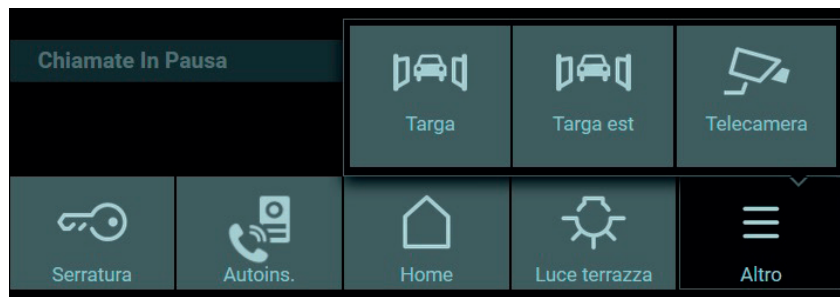 Chiamate In Pausa
Targa
Targa est
Telecamera
Serratura
Autoins.
Home
Luce terrazza
Altro